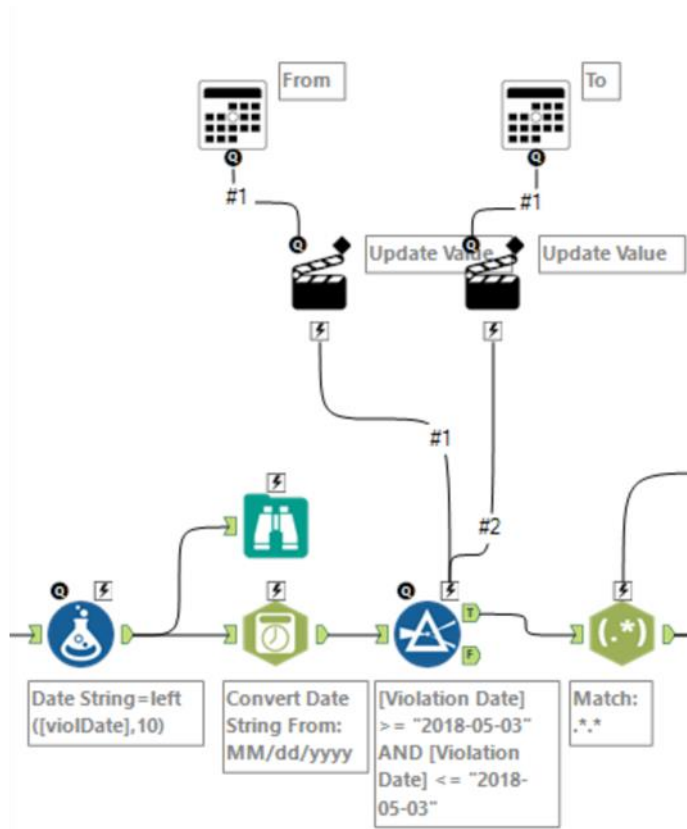 From
To
#1
#1
Update Value
Update Value
#1
#2
Date String=left
([violDate],10)
Convert Date
String From:
MM/dd/yyyy
[Violation Date]
>= "2018-05-03"
AND [Violation
Date] <= "2018-
05-03"
Match:
.*.*
Q
Q
Q
Q
Q
Q
T
F
(.*)